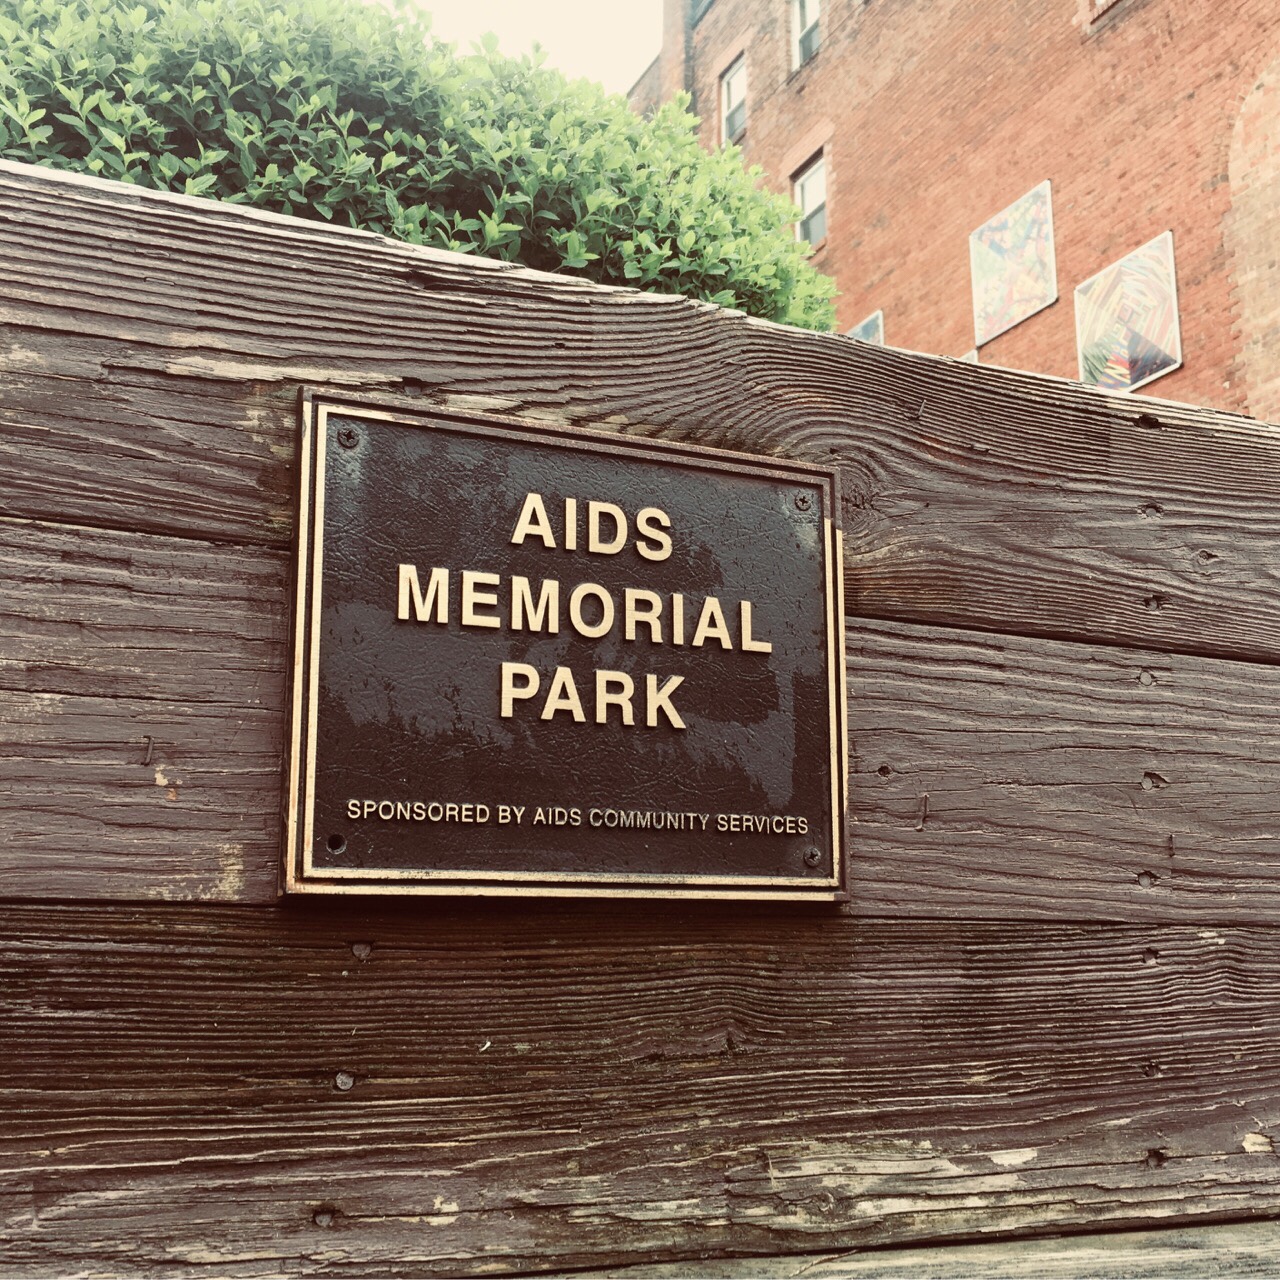 AIDS
MEMORIAL
PARK
SPONSORED BY AIDS COMMUNITY SERVICES